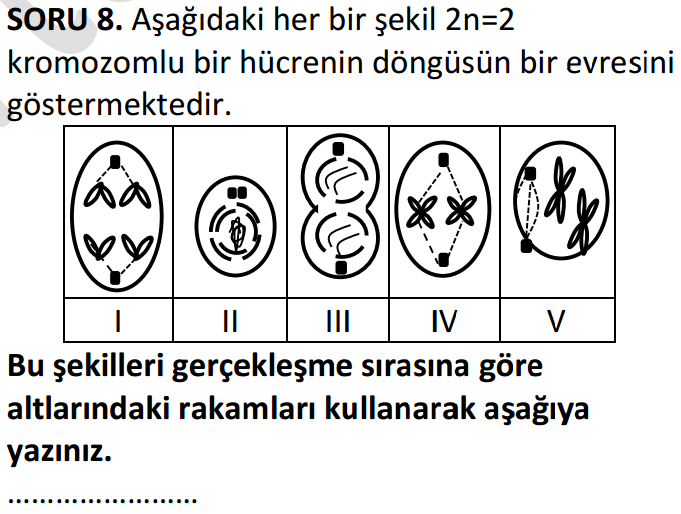 SORU 8. Aşağıdaki her bir şekil 2n=2
kromozomlu bir hücrenin döngüsün bir evresini
göstermektedir.
I II III IV V
Bu şekilleri gerçekleşme sırasına göre
altlarındaki rakamları kullanarak aşağıya
yazınız.
........................